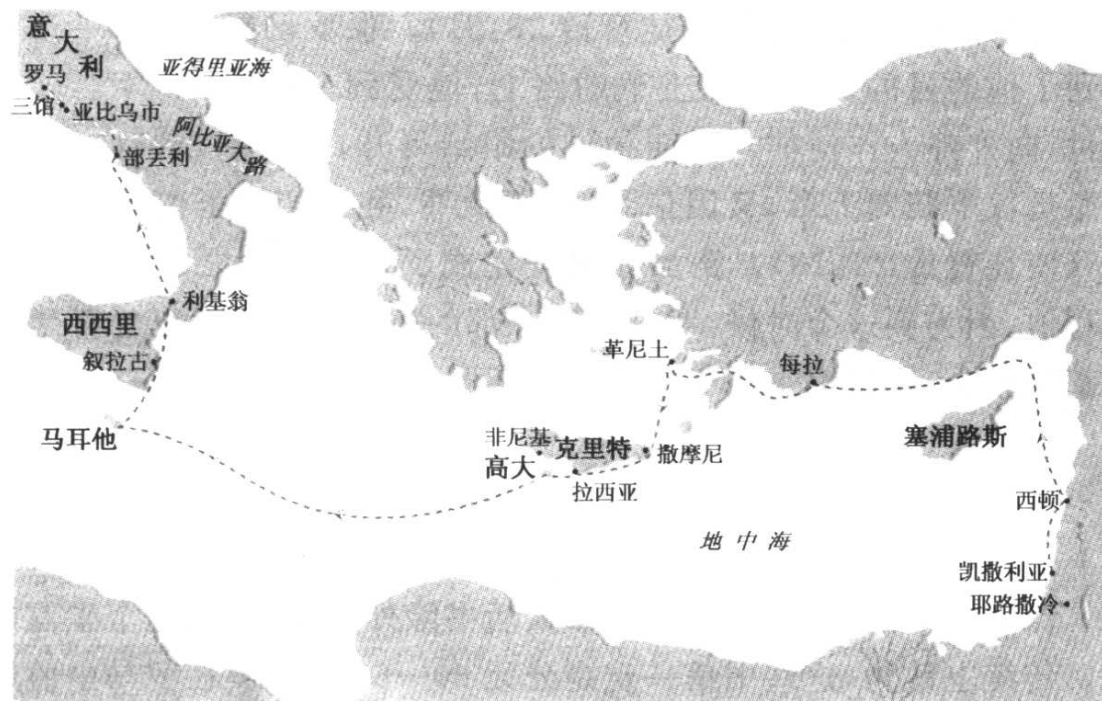 意大利
亚得里亚海
罗马
三馆
亚比乌市
阿比亚大路
部丢利
利基翁
西西里
叙拉古
马耳他
革尼土
每拉
非尼基
克里特
撒摩尼
高大
拉西亚
塞浦路斯
西顿
地中海
凯撒利亚
耶路撒冷